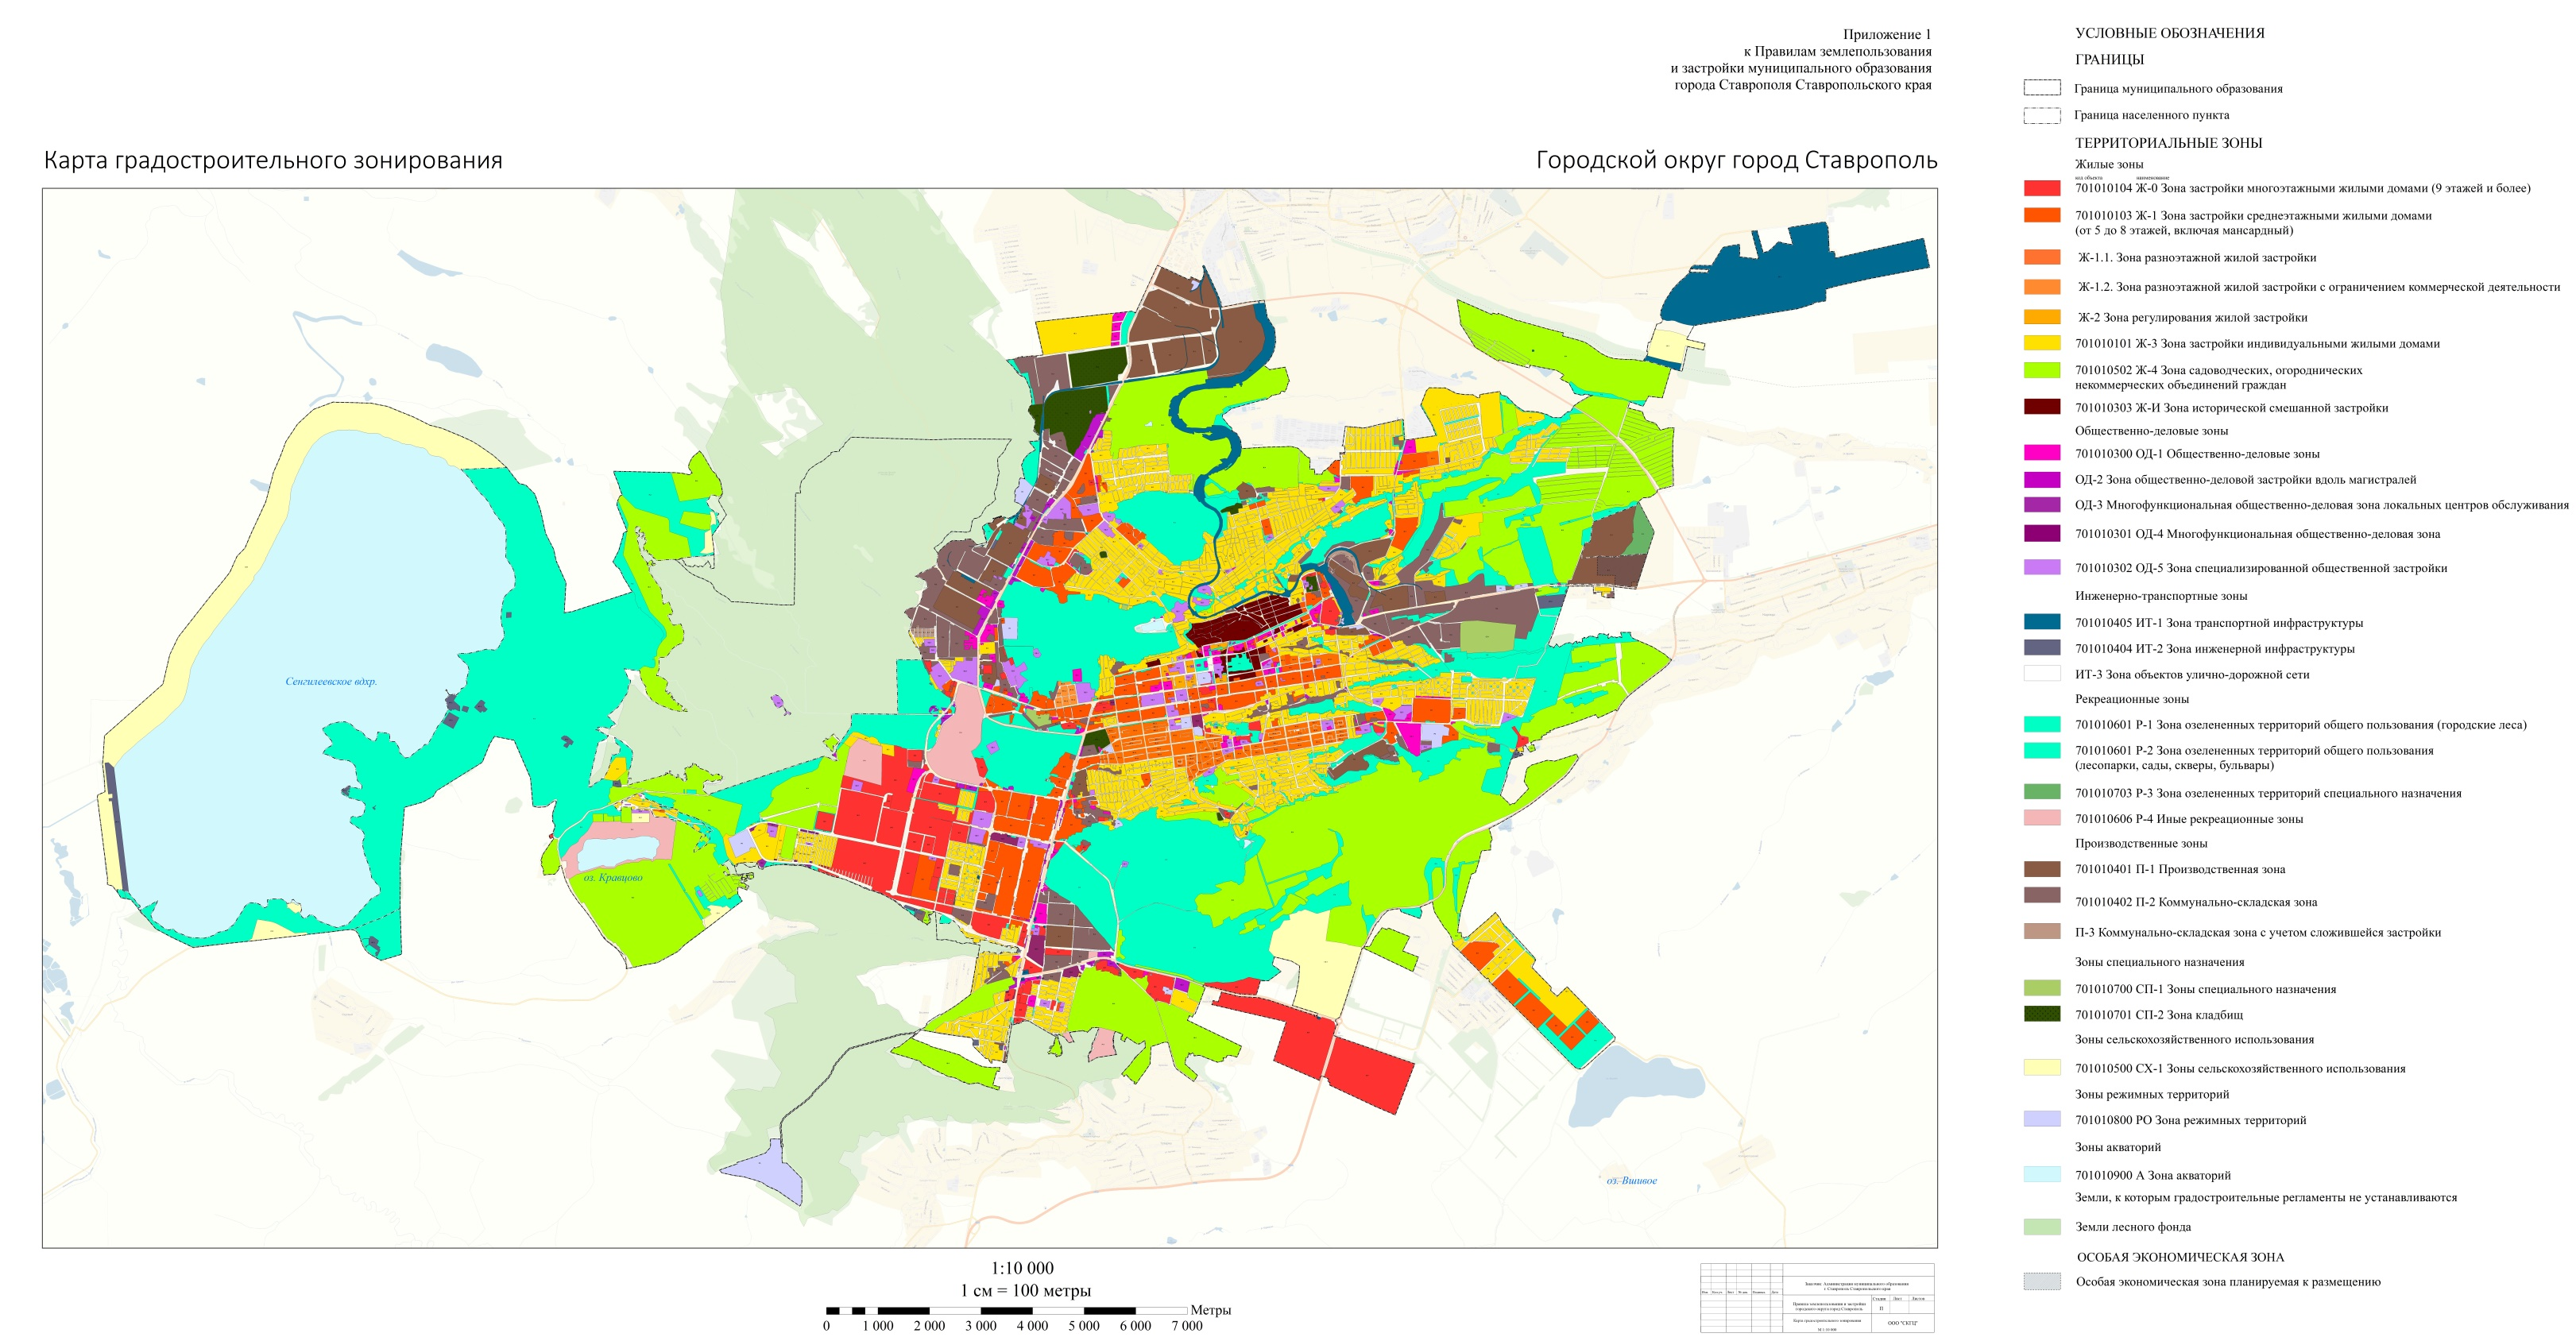 Приложение 1
к Правилам землепользования
и застройки муниципального образования
города Ставрополя Ставропольского края
Карта градостроительного зонирования
Городской округ город Ставрополь
Сенгилеевское вдхр.
оз. Кравцово
оз. Вшивое
1:10 000
1 см = 100 метры
Метры
0 1 000 2 000 3 000 4 000 5 000 6 000 7 000
УСЛОВНЫЕ ОБОЗНАЧЕНИЯ
ГРАНИЦЫ
Граница муниципального образования
Граница населенного пункта
ТЕРРИТОРИАЛЬНЫЕ ЗОНЫ
Жилые зоны
код объекта наименование
701010104 Ж-0 Зона застройки многоэтажными жилыми домами (9 этажей и более)
701010103 Ж-1 Зона застройки среднеэтажными жилыми домами
(от 5 до 8 этажей, включая мансардный)
Ж-1.1. Зона разноэтажной жилой застройки
Ж-1.2. Зона разноэтажной жилой застройки с ограничением коммерческой деятельности
Ж-2 Зона регулирования жилой застройки
701010101 Ж-3 Зона застройки индивидуальными жилыми домами
701010502 Ж-4 Зона садоводческих, огороднических
некоммерческих объединений граждан
701010303 Ж-И Зона исторической смешанной застройки
Общественно-деловые зоны
701010300 ОД-1 Общественно-деловые зоны
ОД-2 Зона общественно-деловой застройки вдоль магистралей
ОД-3 Многофункциональная общественно-деловая зона локальных центров обслуживания
701010301 ОД-4 Многофункциональная общественно-деловая зона
701010302 ОД-5 Зона специализированной общественной застройки
Инженерно-транспортные зоны
701010405 ИТ-1 Зона транспортной инфраструктуры
701010404 ИТ-2 Зона инженерной инфраструктуры
ИТ-3 Зона объектов улично-дорожной сети
Рекреационные зоны
701010601 Р-1 Зона озелененных территорий общего пользования (городские леса)
701010601 Р-2 Зона озелененных территорий общего пользования
(лесопарки, сады, скверы, бульвары)
701010703 Р-3 Зона озелененных территорий специального назначения
701010606 Р-4 Иные рекреационные зоны
Производственные зоны
701010401 П-1 Производственная зона
701010402 П-2 Коммунально-складская зона
П-3 Коммунально-складская зона с учетом сложившейся застройки
Зоны специального назначения
701010700 СП-1 Зоны специального назначения
701010701 СП-2 Зона кладбищ
Зоны сельскохозяйственного использования
701010500 СХ-1 Зоны сельскохозяйственного использования
Зоны режимных территорий
701010800 РО Зона режимных территорий
Зоны акваторий
701010900 А Зона акваторий
Земли, к которым градостроительные регламенты не устанавливаются
Земли лесного фонда
ОСОБАЯ ЭКОНОМИЧЕСКАЯ ЗОНА
Особая экономическая зона планируемая к размещению
Стадия Лист Листов
П
Карта градостроительного зонирования
М 1:10 000
ООО "СКГЦ"